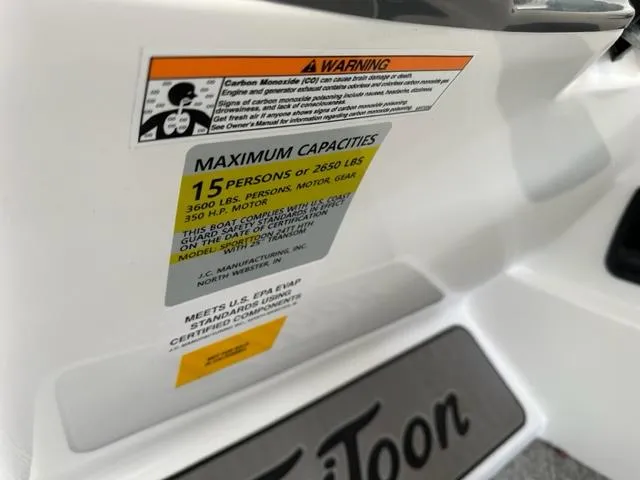 WARNING
Carbon Monoxide (CO) can cause brain damage or death.
Engine and generator exhaust contains odorless and colorless carbon monoxide gas.
Signs of carbon monoxide poisoning include nausea, headache, dizziness,
drowsiness, and lack of consciousness.
Get fresh air if anyone shows signs of carbon monoxide poisoning.
See Owner's Manual for information regarding carbon monoxide poisoning.
MAXIMUM CAPACITIES
15 PERSONS or 2650 LBS
3600 LBS. PERSONS, MOTOR, GEAR
350 H.P. MOTOR
THIS BOAT COMPLIES WITH U.S. COAST
GUARD SAFETY STANDARDS IN EFFECT
ON THE DATE OF CERTIFICATION
MODEL: SPORTTOON 24TT HTH
WITH 25" TRANSOM
J.C. MANUFACTURING, INC.
NORTH WEBSTER, IN
MEETS U.S. EPA EVAP
STANDARDS USING
CERTIFIED COMPONENTS
TriToon